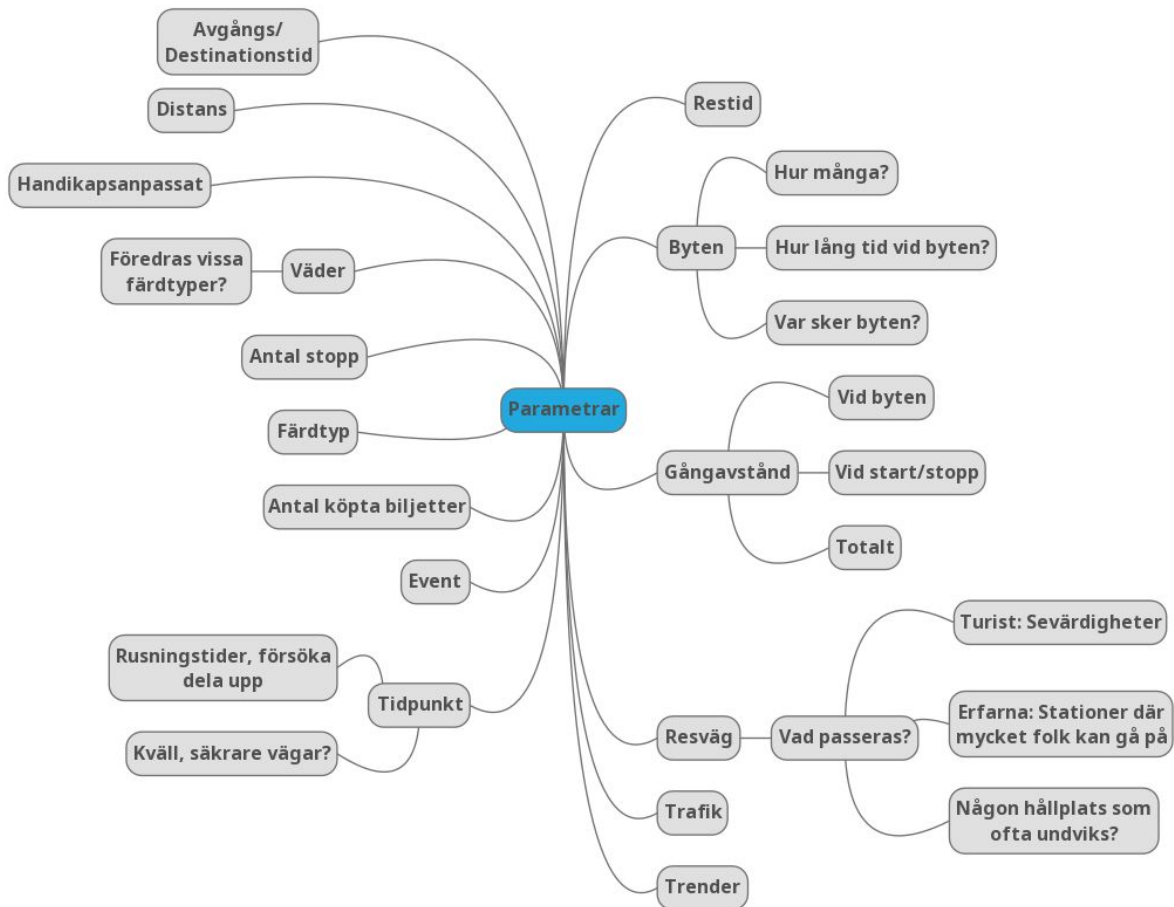 Avgångs/
Destinationstid
Distans
Handikapsanpassat
Föredras vissa
färdtyper?
Väder
Antal stopp
Färdtyp
Antal köpta biljetter
Event
Rusningstider, försöka
dela upp
Tidpunkt
Kväll, säkrare vägar?
Parametrar
Restid
Byten
Hur många?
Hur lång tid vid byten?
Var sker byten?
Gångavstånd
Vid byten
Vid start/stopp
Totalt
Resväg
Vad passeras?
Turist: Sevärdigheter
Erfarna: Stationer där
mycket folk kan gå på
Någon hållplats som
ofta undviks?
Trafik
Trender